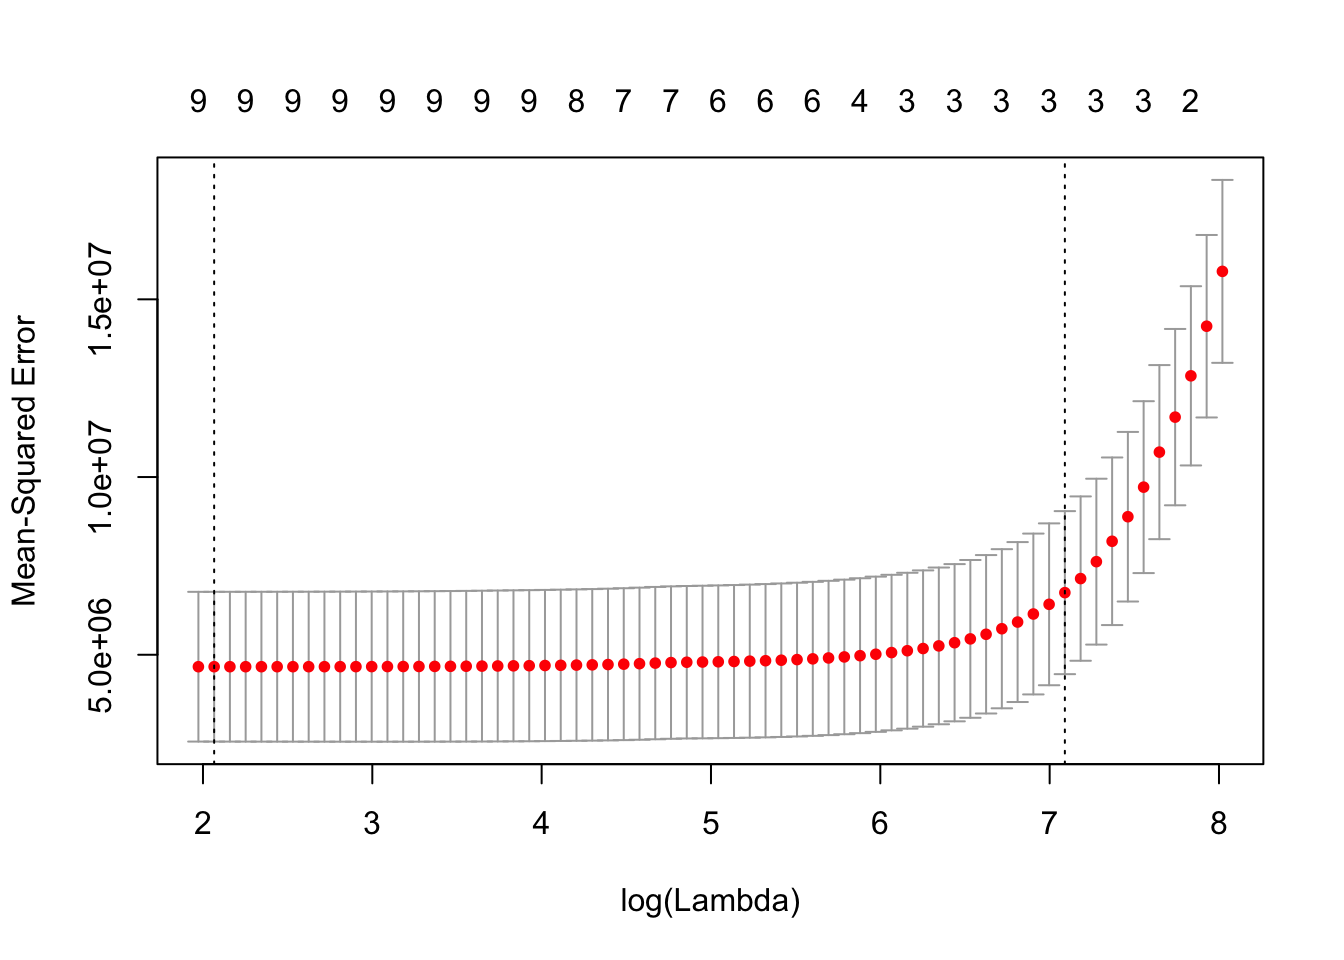 9 9 9 9 9 9 9 9 8 7 7 6 6 6 4 3 3 3 3 3 3 2
Mean-Squared Error
1.5e+07
1.0e+07
5.0e+06
2 3 4 5 6 7 8
log(Lambda)